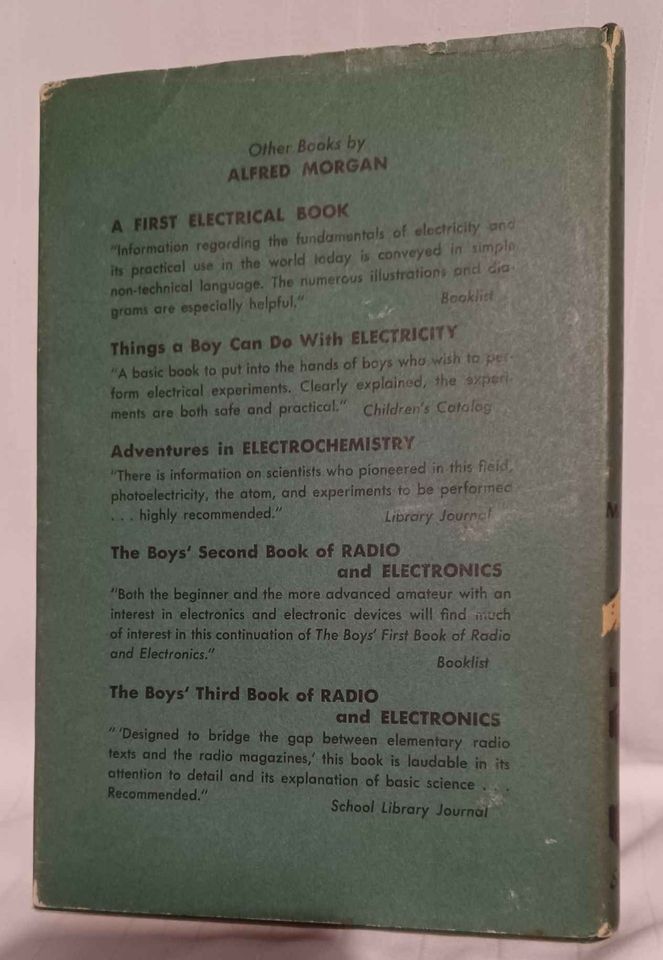 Other Books by
ALFRED MORGAN
A FIRST ELECTRICAL BOOK
"Information regarding the fundamentals of electricity and
its practical use in the world today is conveyed in simple
non-technical language. The numerous illustrations and dia-
grams are especially helpful."
Booklist
Things a Boy Can Do With ELECTRICITY
"A basic book to put into the hands of boys who wish to per-
form electrical experiments. Clearly explained, the experi-
ments are both safe and practical." Children's Catalog
Adventures in ELECTROCHEMISTRY
"There is information on scientists who pioneered in this field,
photoelectricity, the atom, and experiments to be performed
. . . highly recommended." Library Journal
The Boys' Second Book of RADIO
and ELECTRONICS
"Both the beginner and the more advanced amateur with an
interest in electronics and electronic devices will find much
of interest in this continuation of The Boys' First Book of Radio
and Electronics."
Booklist
The Boys' Third Book of RADIO
and ELECTRONICS
"'Designed to bridge the gap between elementary radio
texts and the radio magazines,' this book is laudable in its
attention to detail and its explanation of basic science . . .
Recommended."
School Library Journal
M